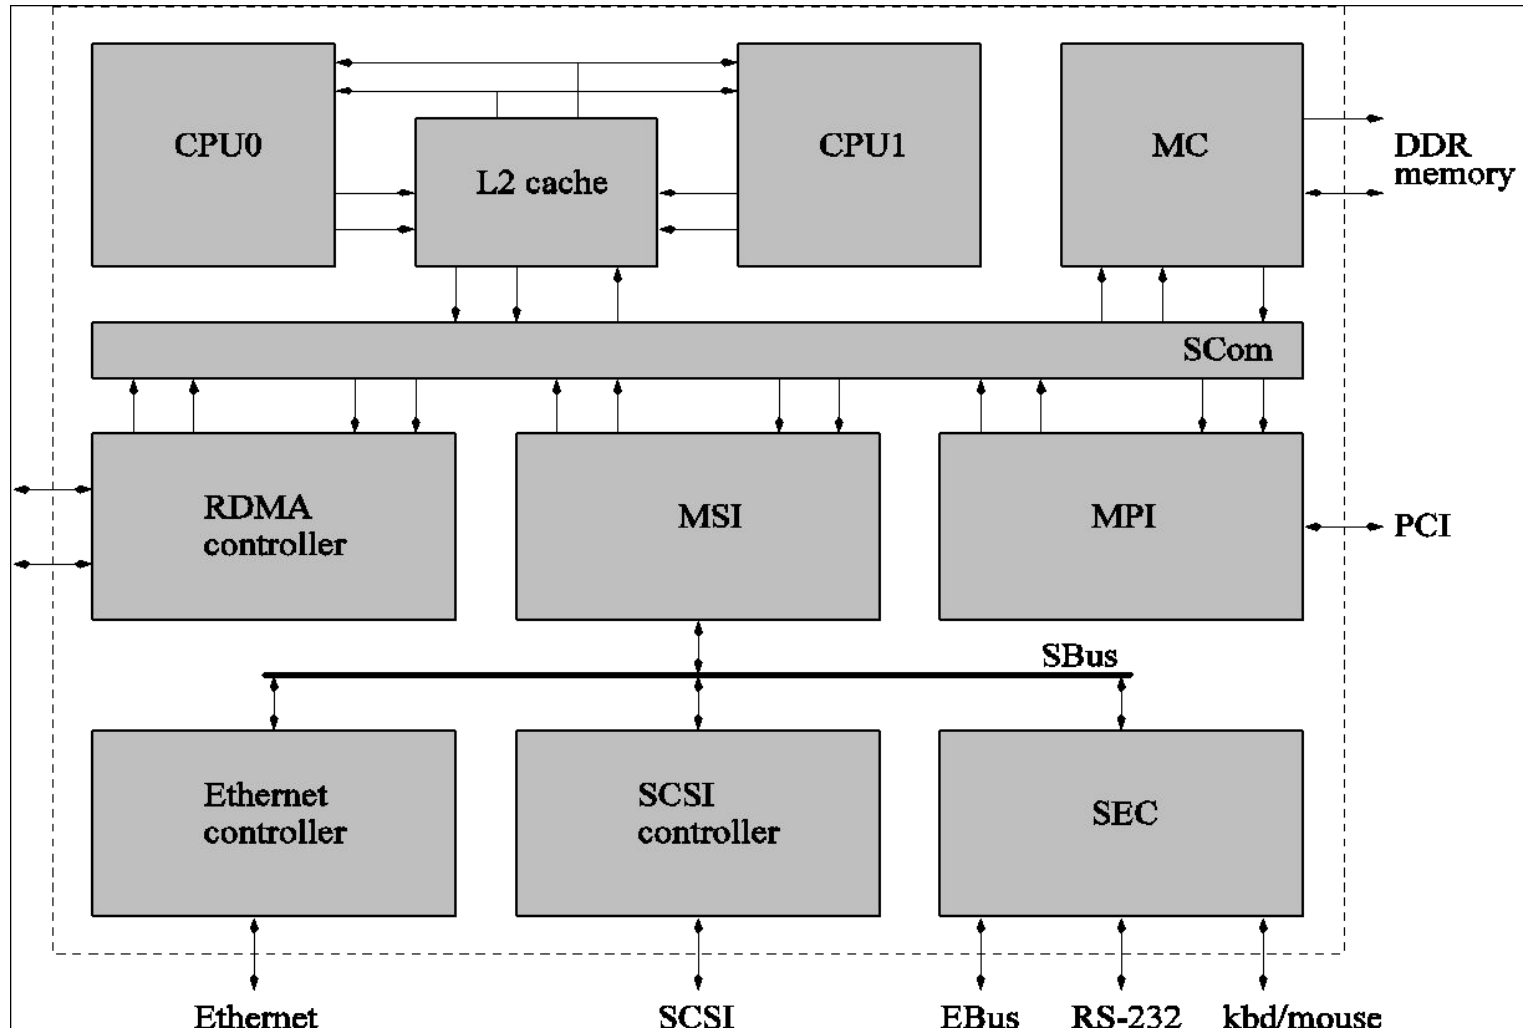 CPU0
L2 cache
CPU1
MC
DDR
memory
SCom
RDMA
controller
MSI
MPI
PCI
SBus
Ethernet
controller
SCSI
controller
SEC
Ethernet
SCSI
EBus
RS-232
kbd/mouse